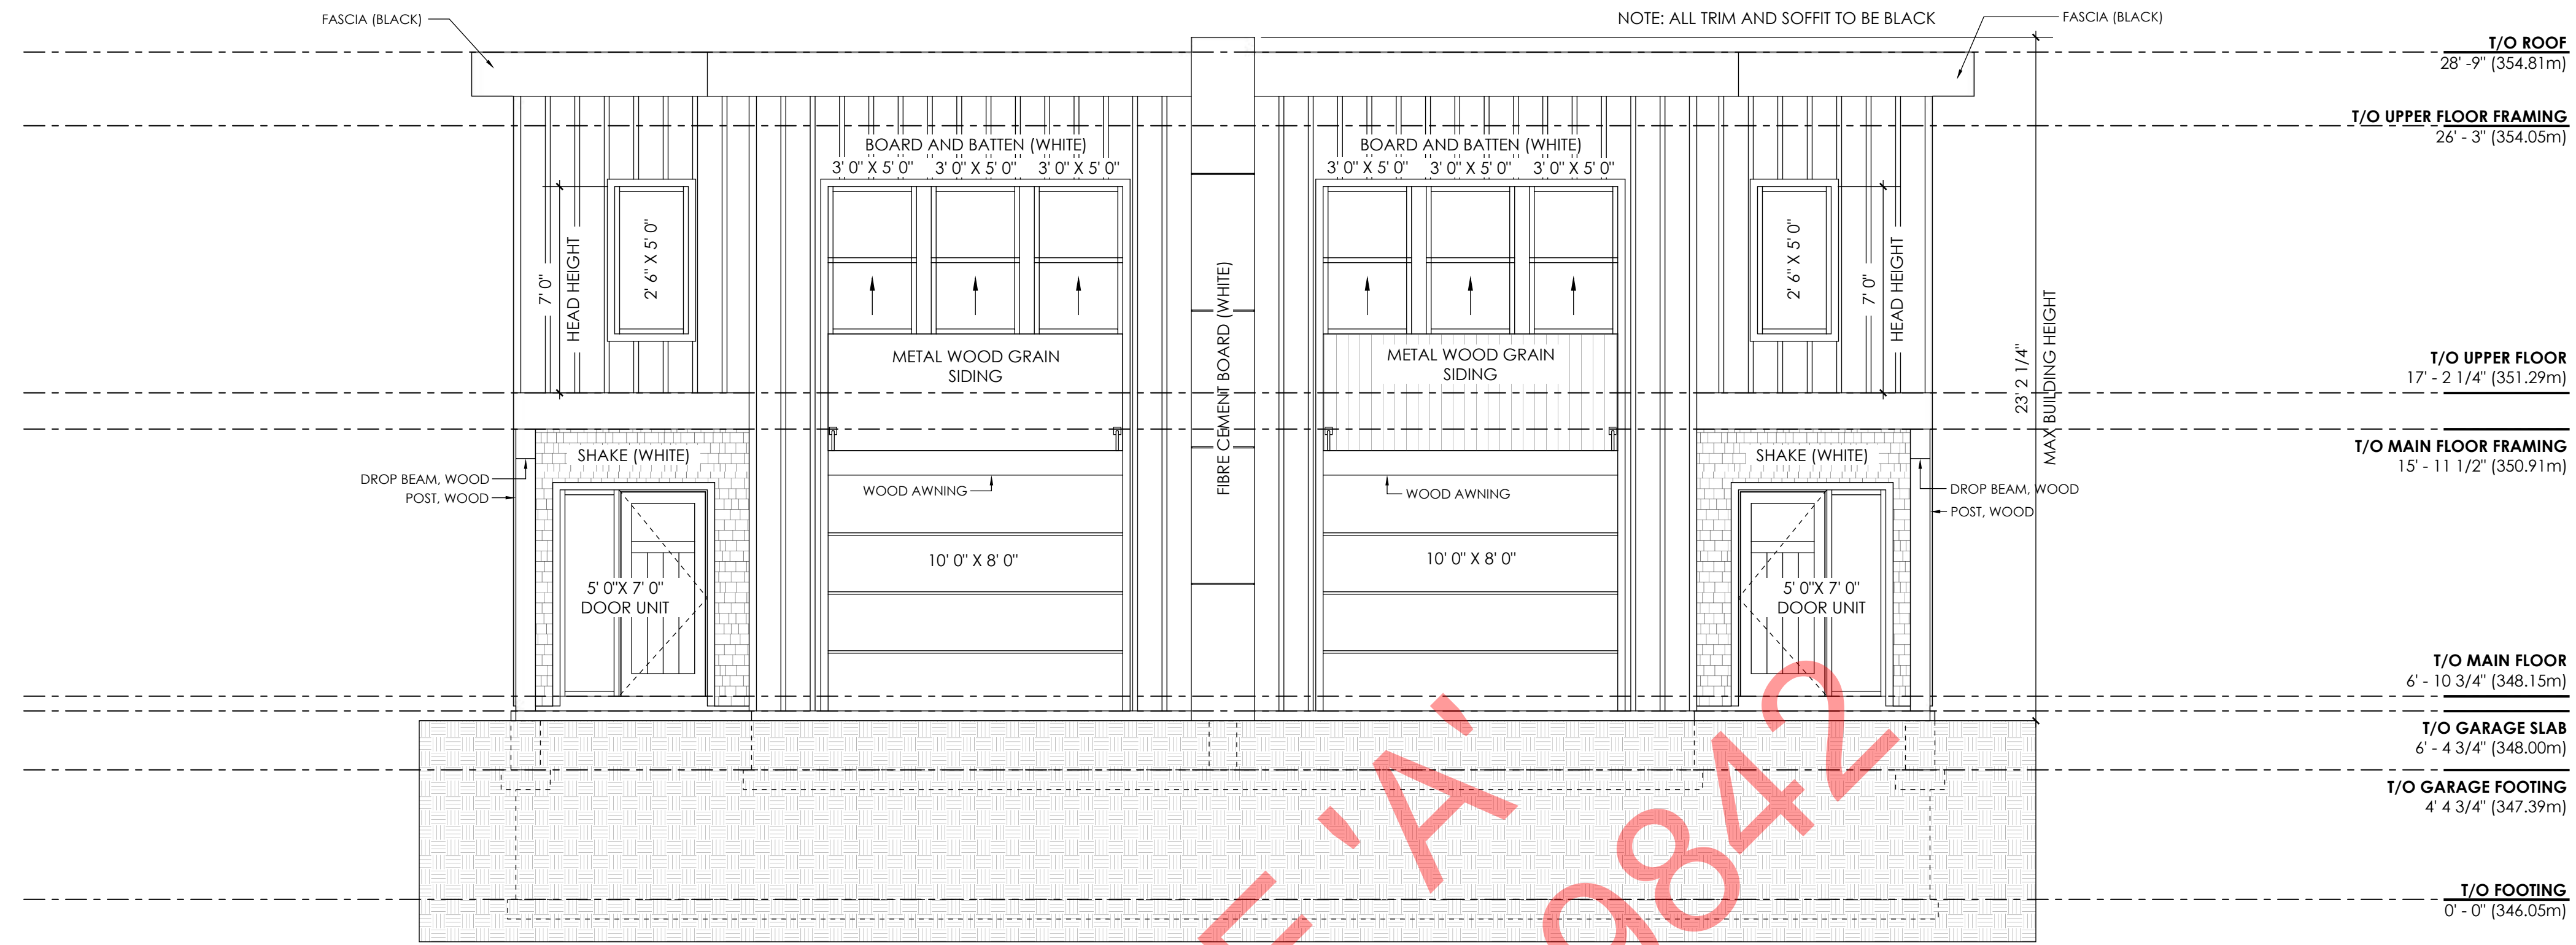 FASCIA (BLACK)
NOTE: ALL TRIM AND SOFFIT TO BE BLACK
FASCIA (BLACK)
T/O ROOF
28' -9" (354.81m)
T/O UPPER FLOOR FRAMING
26' - 3" (354.05m)
BOARD AND BATTEN (WHITE)
3' 0" X 5' 0" 3' 0" X 5' 0" 3' 0" X 5' 0"
BOARD AND BATTEN (WHITE)
3' 0" X 5' 0" 3' 0" X 5' 0" 3' 0" X 5' 0"
7' 0"
HEAD HEIGHT
2' 6" X 5' 0"
2' 6" X 5' 0"
7' 0"
HEAD HEIGHT
METAL WOOD GRAIN
SIDING
FIBRE CEMENT BOARD (WHITE)
METAL WOOD GRAIN
SIDING
23' 2 1/4"
MAX BUILDING HEIGHT
T/O UPPER FLOOR
17' - 2 1/4" (351.29m)
T/O MAIN FLOOR FRAMING
15' - 11 1/2" (350.91m)
SHAKE (WHITE)
SHAKE (WHITE)
DROP BEAM, WOOD
POST, WOOD
WOOD AWNING
WOOD AWNING
DROP BEAM, WOOD
POST, WOOD
10' 0" X 8' 0"
10' 0" X 8' 0"
5' 0"X 7' 0"
DOOR UNIT
5' 0"X 7' 0"
DOOR UNIT
T/O MAIN FLOOR
6' - 10 3/4" (348.15m)
T/O GARAGE SLAB
6' - 4 3/4" (348.00m)
T/O GARAGE FOOTING
4' 4 3/4" (347.39m)
T/O FOOTING
0' - 0" (346.05m)
'A'
9842